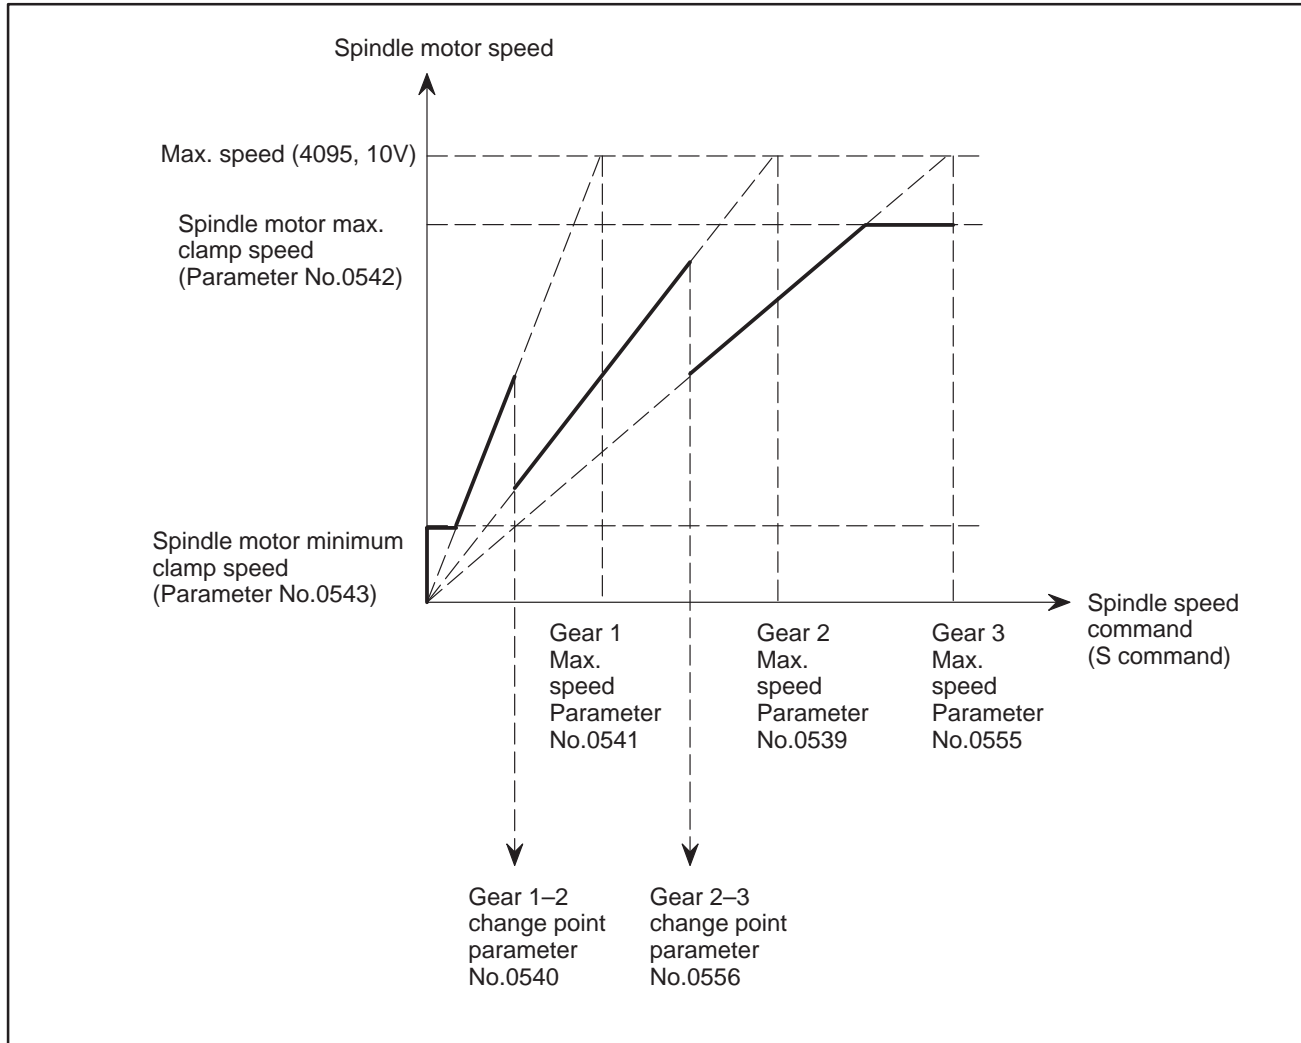 Spindle motor speed
Max. speed (4095, 10V)
Spindle motor max.
clamp speed
(Parameter No.0542)
Spindle motor minimum
clamp speed
(Parameter No.0543)
Spindle speed
command
(S command)
Gear 1
Max.
speed
Parameter
No.0541
Gear 2
Max.
speed
Parameter
No.0539
Gear 3
Max.
speed
Parameter
No.0555
Gear 1–2
change point
parameter
No.0540
Gear 2–3
change point
parameter
No.0556